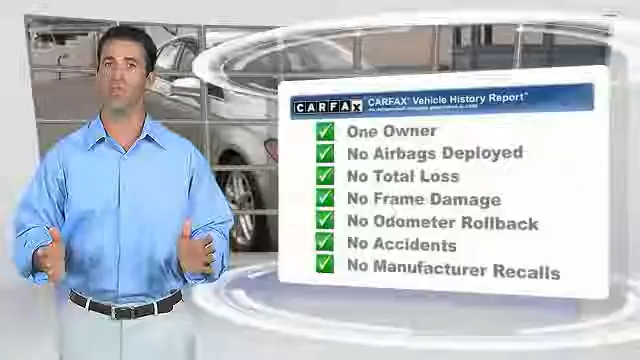 CARFAX CARFAX Vehicle History Report™
One Owner
No Airbags Deployed
No Total Loss
No Frame Damage
No Odometer Rollback
No Accidents
No Manufacturer Recalls